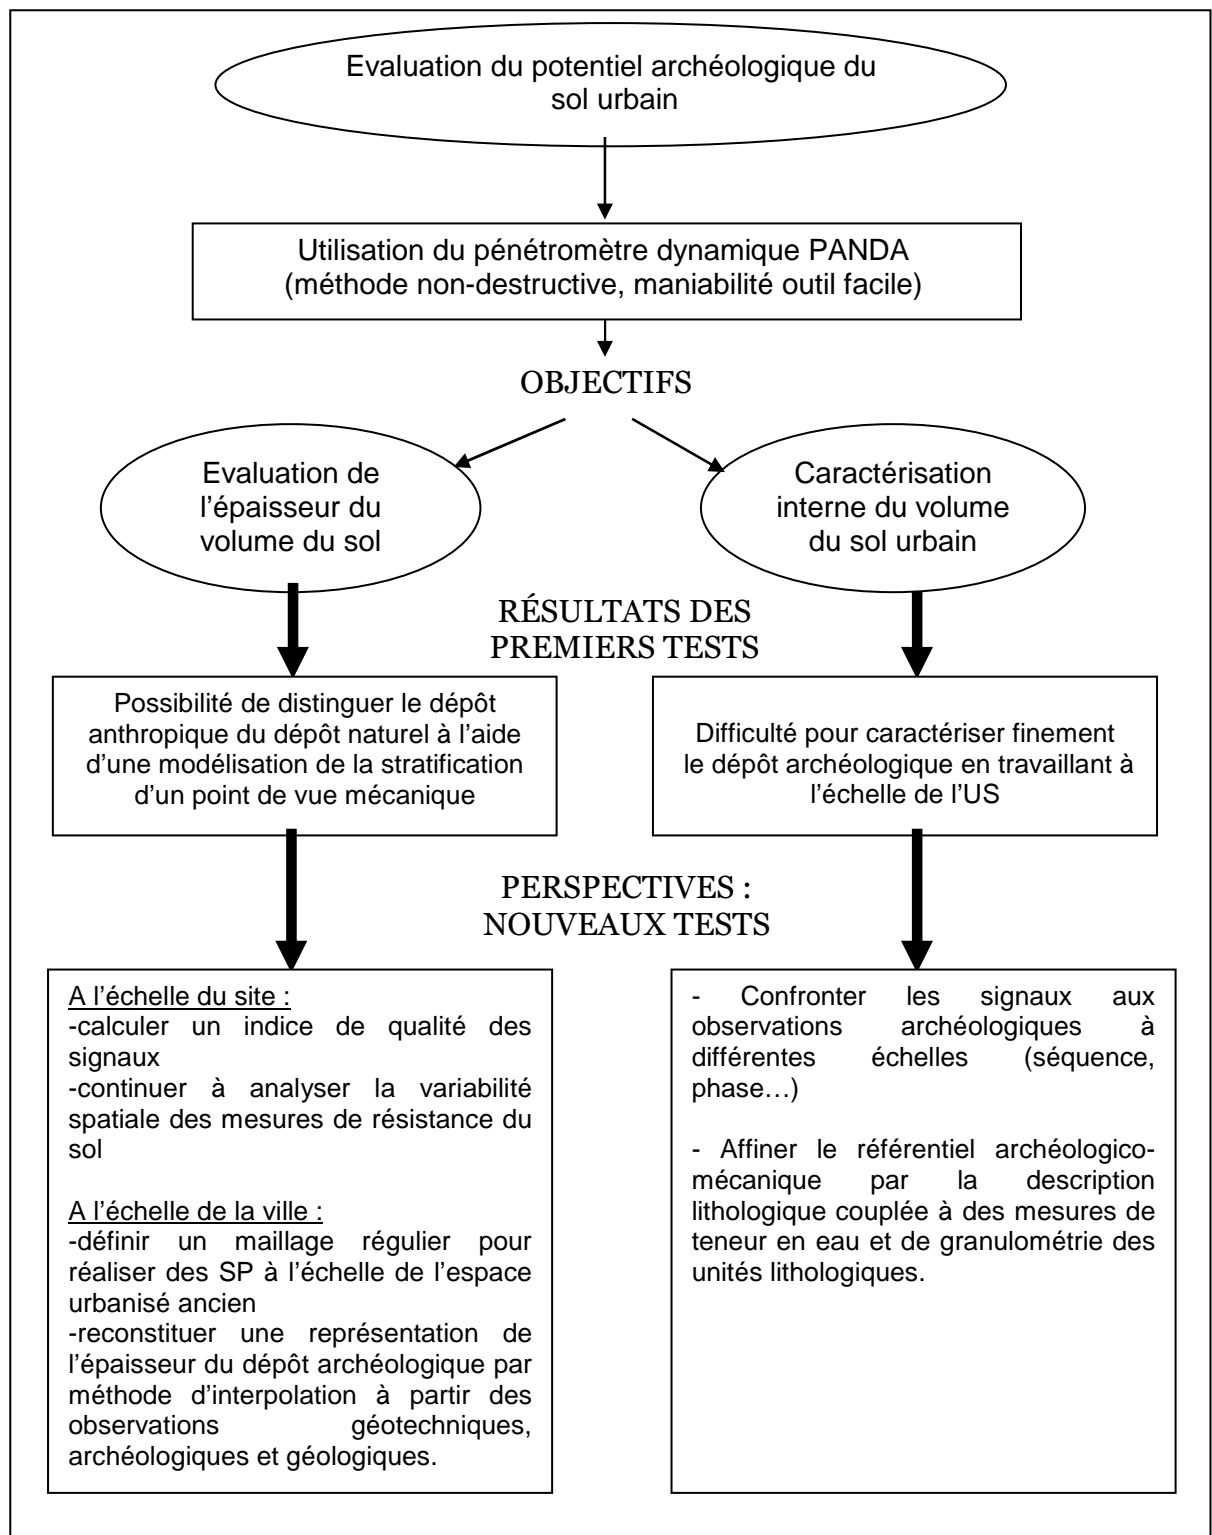 Evaluation du potentiel archéologique du
sol urbain
Utilisation du pénétromètre dynamique PANDA
(méthode non-destructive, maniabilité outil facile)
OBJECTIFS
Evaluation de
l'épaisseur du
volume du sol
Caractérisation
interne du volume
du sol urbain
RÉSULTATS DES
PREMIERS TESTS
Possibilité de distinguer le dépôt
anthropique du dépôt naturel à l'aide
d'une modélisation de la stratification
d'un point de vue mécanique
Difficulté pour caractériser finement
le dépôt archéologique en travaillant à
l'échelle de l'US
PERSPECTIVES :
NOUVEAUX TESTS
A l'échelle du site :
-calculer un indice de qualité des
signaux
-continuer à analyser la variabilité
spatiale des mesures de résistance du
sol
A l'échelle de la ville :
-définir un maillage régulier pour
réaliser des SP à l'échelle de l'espace
urbanisé ancien
-reconstituer une représentation de
l'épaisseur du dépôt archéologique par
méthode d'interpolation à partir des
observations géotechniques,
archéologiques et géologiques.
- Confronter les signaux aux
observations archéologiques à
différentes échelles (séquence,
phase…)
- Affiner le référentiel archéologico-
mécanique par la description
lithologique couplée à des mesures de
teneur en eau et de granulométrie des
unités lithologiques.